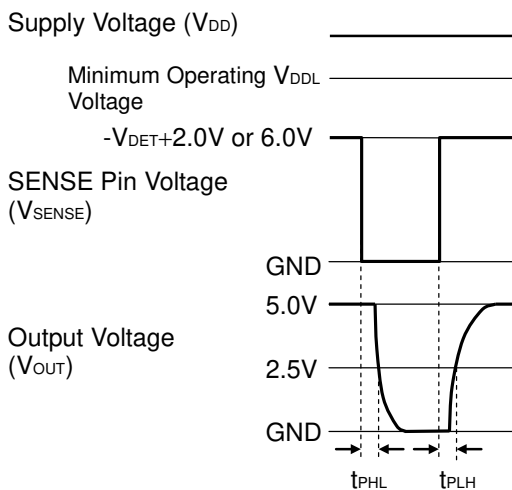 Supply Voltage (VDD)
Minimum Operating VDDL
Voltage
-VDET+2.0V or 6.0V
SENSE Pin Voltage
(VSENSE)
GND
5.0V
Output Voltage
(VOUT)
2.5V
GND
tPHL
tPLH